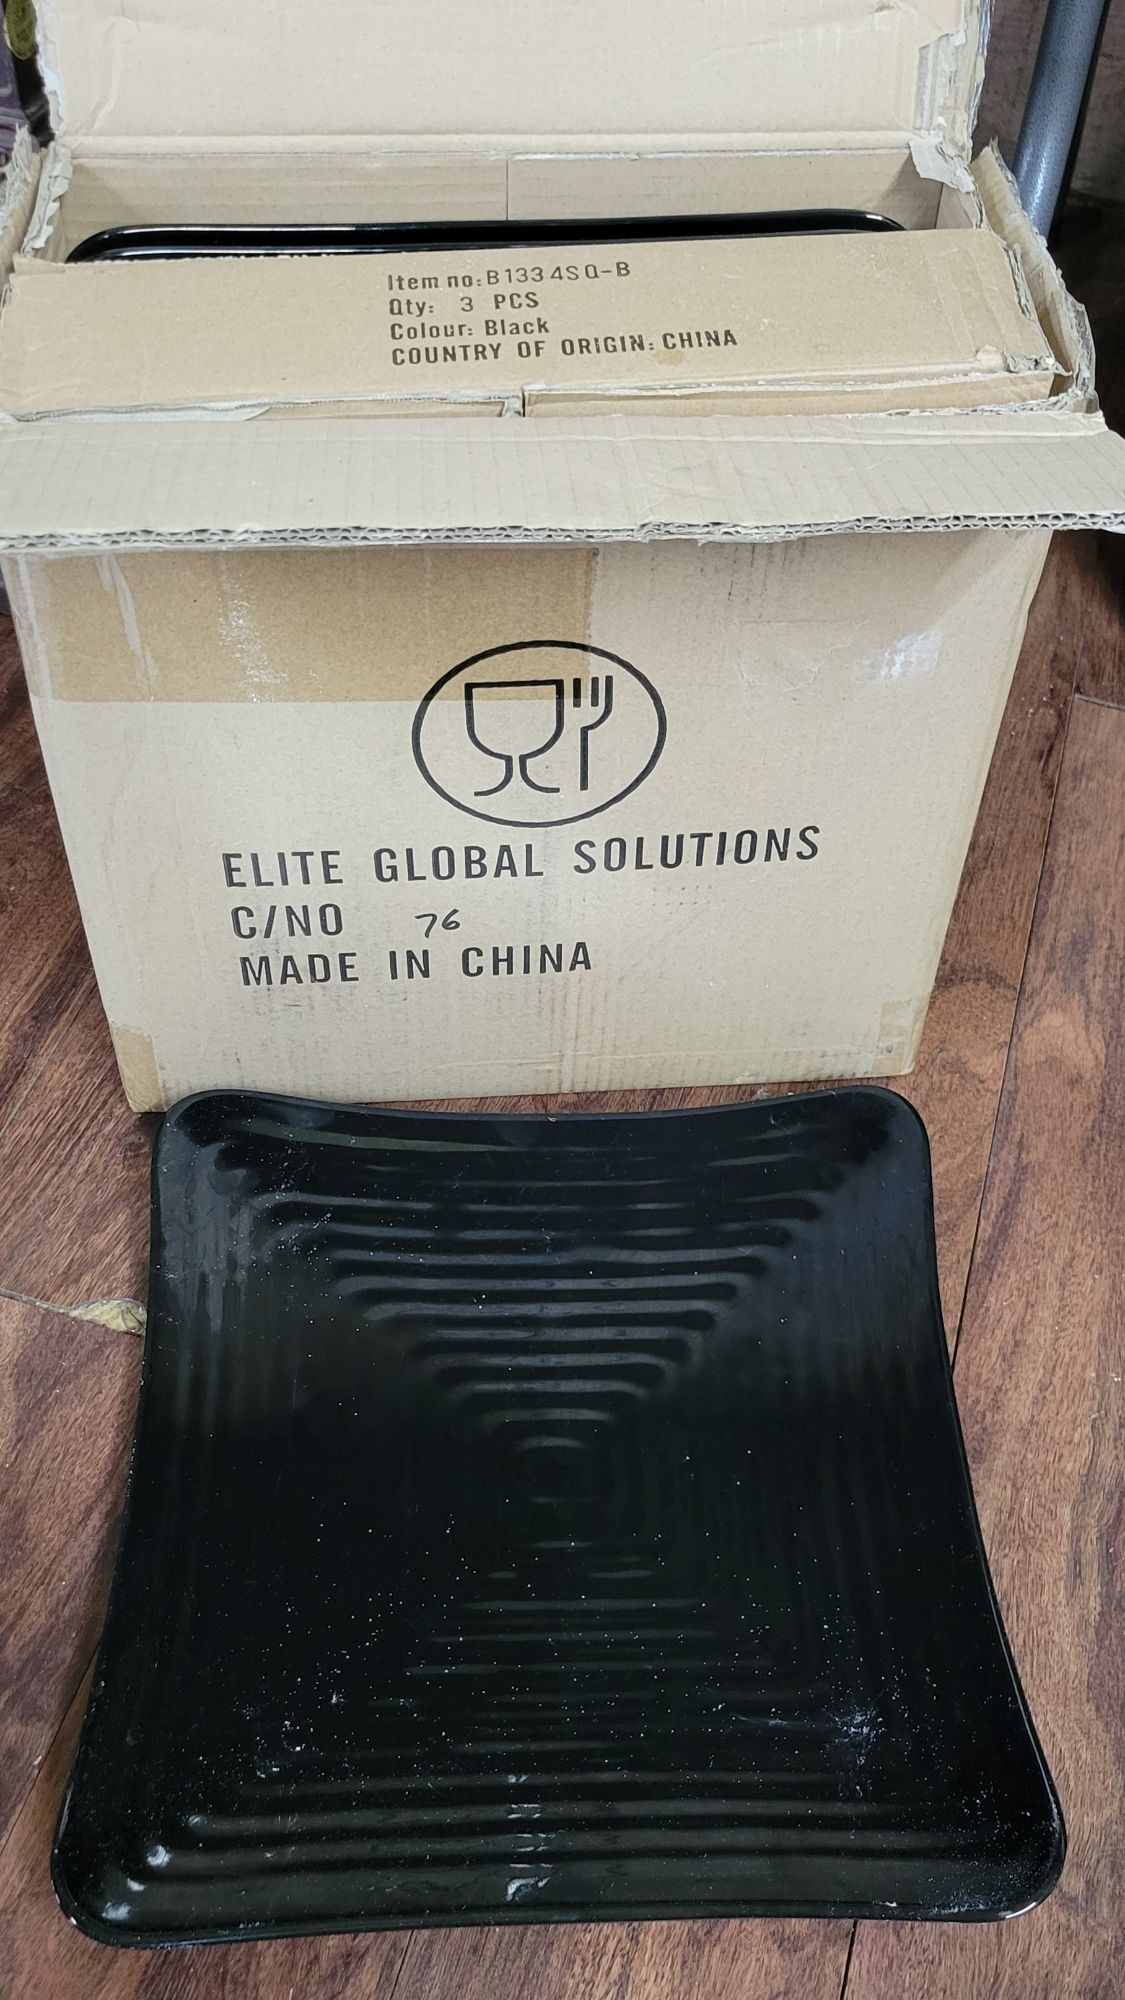 Item no: B1334SQ-B
Qty: 3 PCS
Colour: Black
COUNTRY OF ORIGIN: CHINA
ELITE GLOBAL SOLUTIONS
C/NO 76
MADE IN CHINA